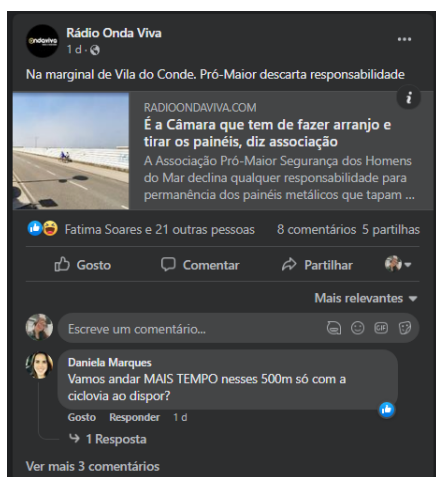 ondaviva
Rádio Onda Viva
1 d
Na marginal de Vila do Conde. Pró-Maior descarta responsabilidade
RADIOONDAVIVA.COM
É a Câmara que tem de fazer arranjo e
tirar os painéis, diz associação
A Associação Pró-Maior Segurança dos Homens
do Mar declina qualquer responsabilidade para
permanência dos painéis metálicos que tapam ...
Fatima Soares e 21 outras pessoas 8 comentários 5 partilhas
Gosto Comentar Partilhar
Mais relevantes
Escreve um comentário... GIF
Daniela Marques
Vamos andar MAIS TEMPO nesses 500m só com a
ciclovia ao dispor?
Gosto Responder 1 d
1 Resposta
Ver mais 3 comentários